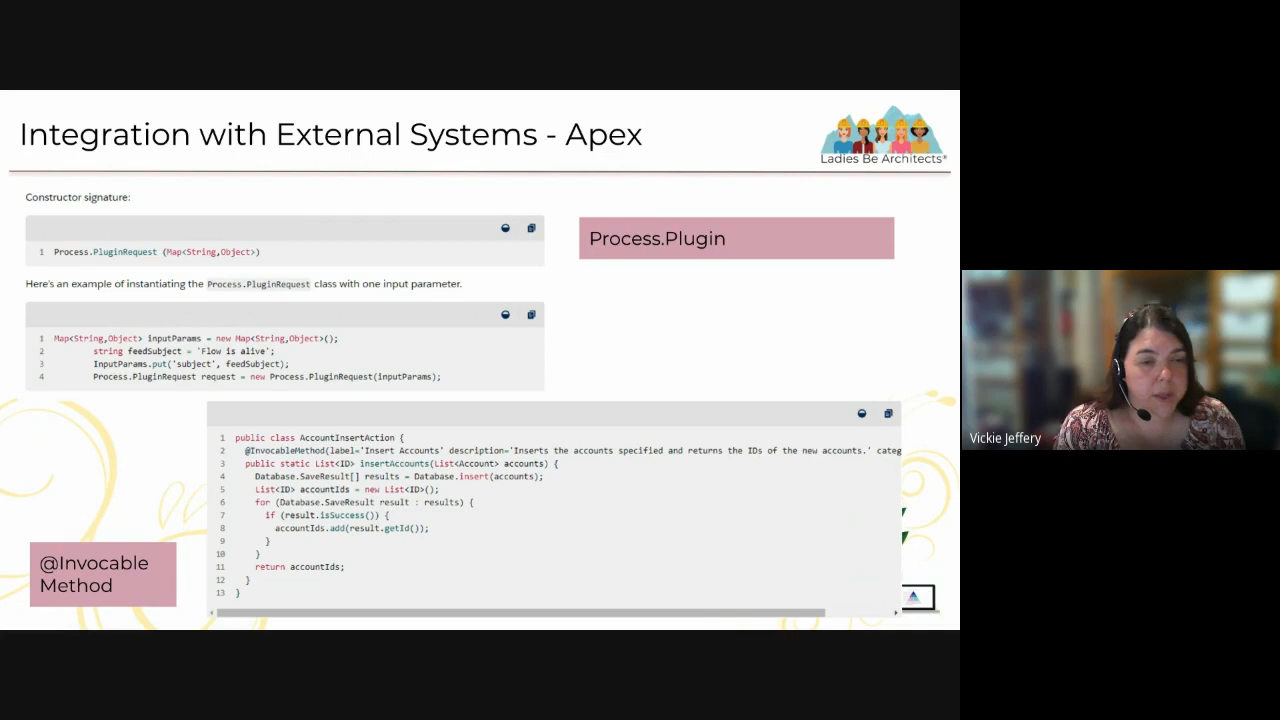 Integration with External Systems - Apex
Ladies Be Architects
Constructor signature:
1 Process.PluginRequest (Map<String,Object>)
Process.Plugin
Here's an example of instantiating the Process.PluginRequest class with one input parameter.
1 Map<String,Object> inputParams = new Map<String,Object>();
2 string feedSubject = 'Flow is alive';
3 InputParams.put('subject', feedSubject);
4 Process.PluginRequest request = new Process.PluginRequest(inputParams);
1 public class AccountInsertAction {
2 @InvocableMethod(label='Insert Accounts' description='Inserts the accounts specified and returns the IDs of the new accounts.' categ
3 public static List<ID> insertAccounts(List<Account> accounts) {
4 Database.SaveResult[] results = Database.insert(accounts);
5 List<ID> accountIds = new List<ID>();
6 for (Database.SaveResult result : results) {
7 if (result.isSuccess()) {
8 accountIds.add(result.getId());
9 }
10 }
11 return accountIds;
12 }
13 }
@Invocable
Method
Vickie Jeffery